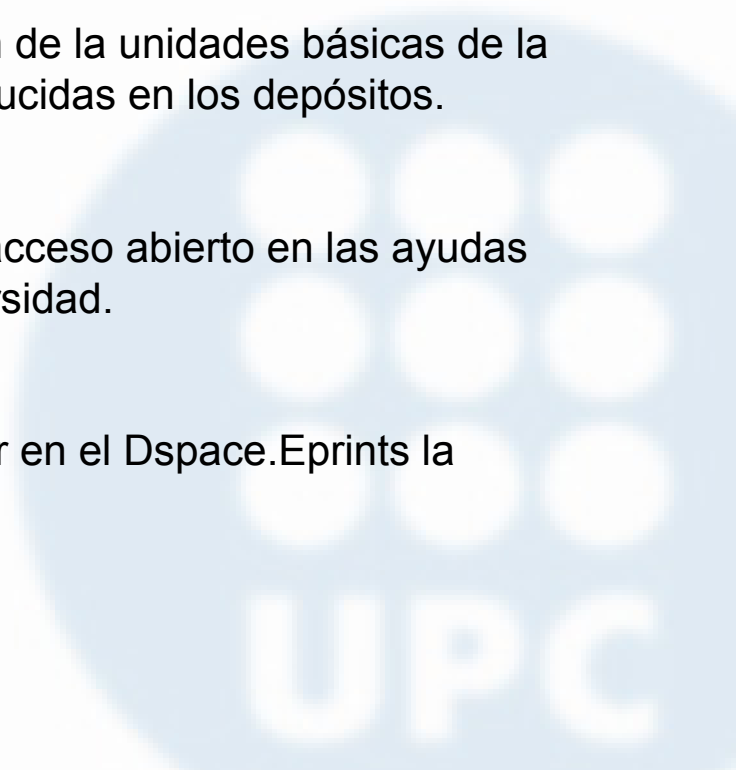 de la unidades básicas de la
ucidas en los depósitos.
acceso abierto en las ayudas
sidad.
en el Dspace.Eprints la
UPC